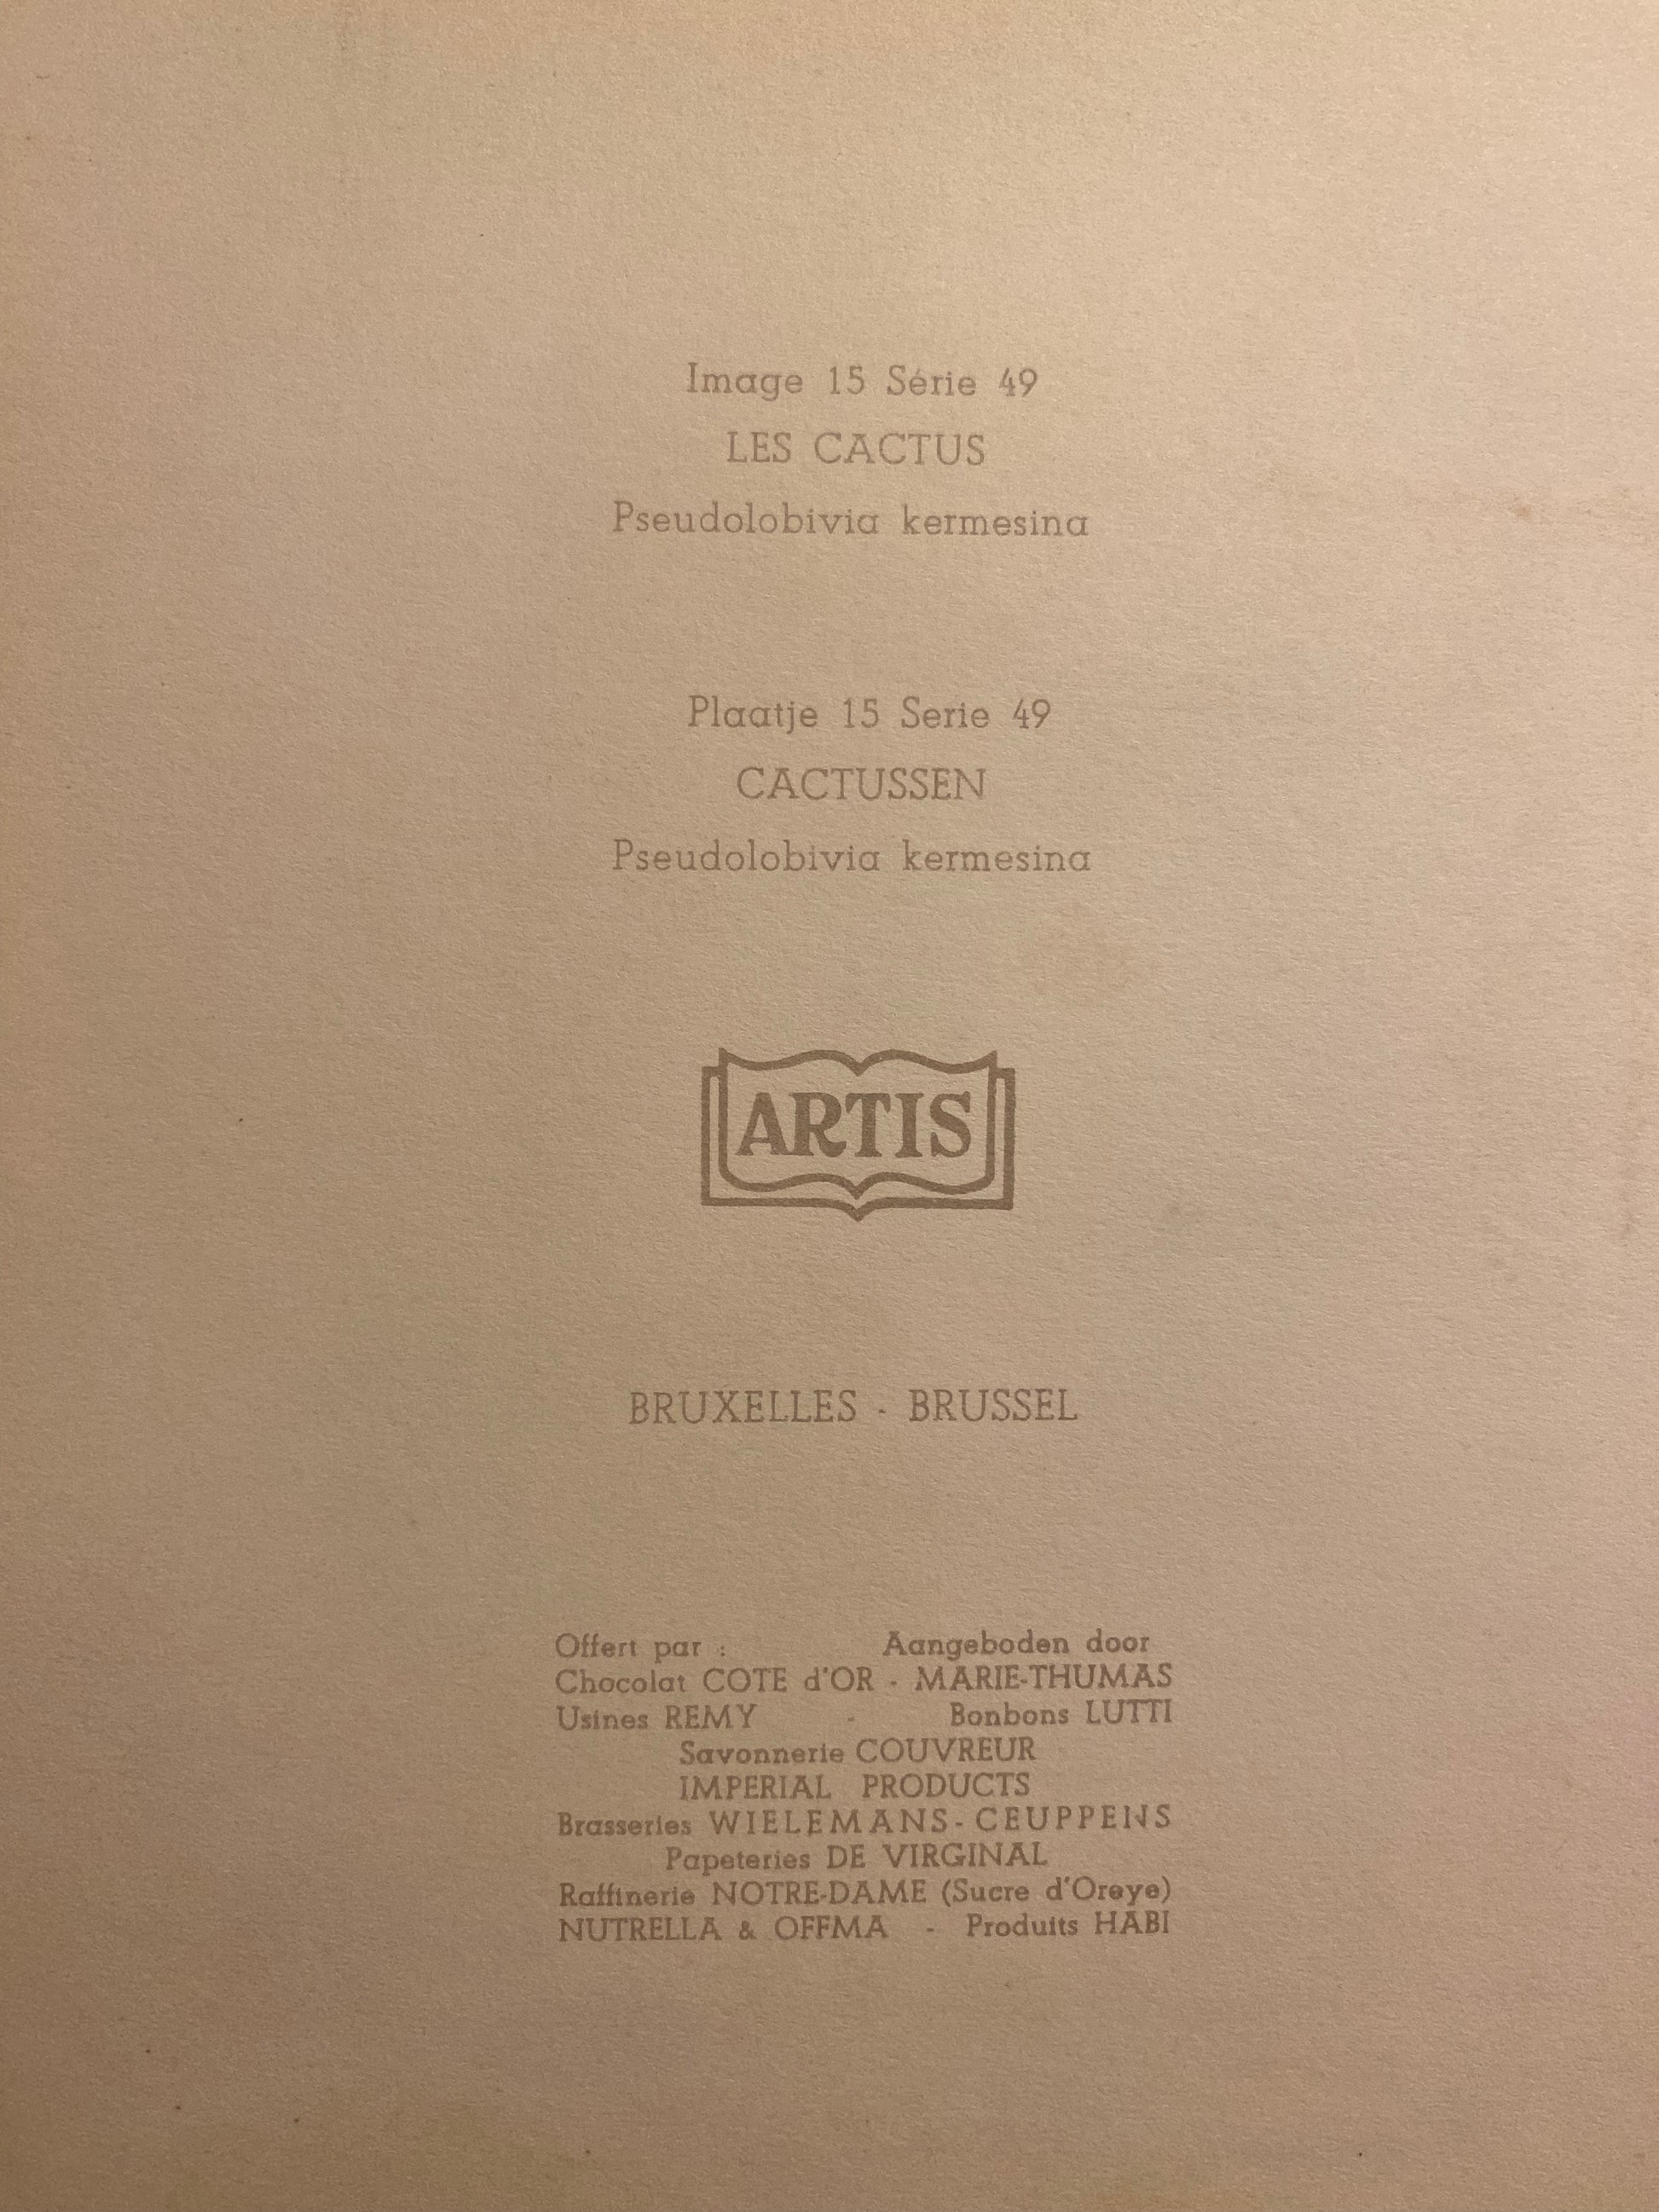 Image 15 Série 49
LES CACTUS
Pseudolobivia kermesina
Plaatje 15 Serie 49
CACTUSSEN
Pseudolobivia kermesina
ARTIS
BRUXELLES - BRUSSEL
Offert par : Aangeboden door
Chocolat COTE d'OR - MARIE-THUMAS
Usines REMY - Bonbons LUTTI
Savonnerie COUVREUR
IMPERIAL PRODUCTS
Brasseries WIELEMANS-CEUPPENS
Papeteries DE VIRGINAL
Raffinerie NOTRE-DAME (Sucre d'Oreye)
NUTRELLA & OFFMA - Produits HABI